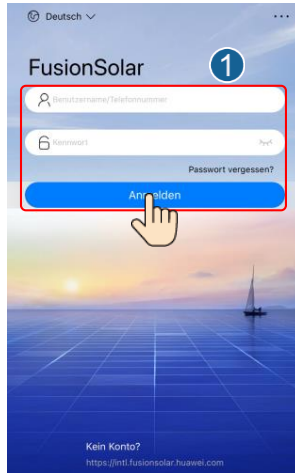 Deutsch
FusionSolar
1
Benutzername/Telefonnummer
Kennwort
Passwort vergessen?
Anmelden
Kein Konto?
https://intl.fusionsolar.huawei.com